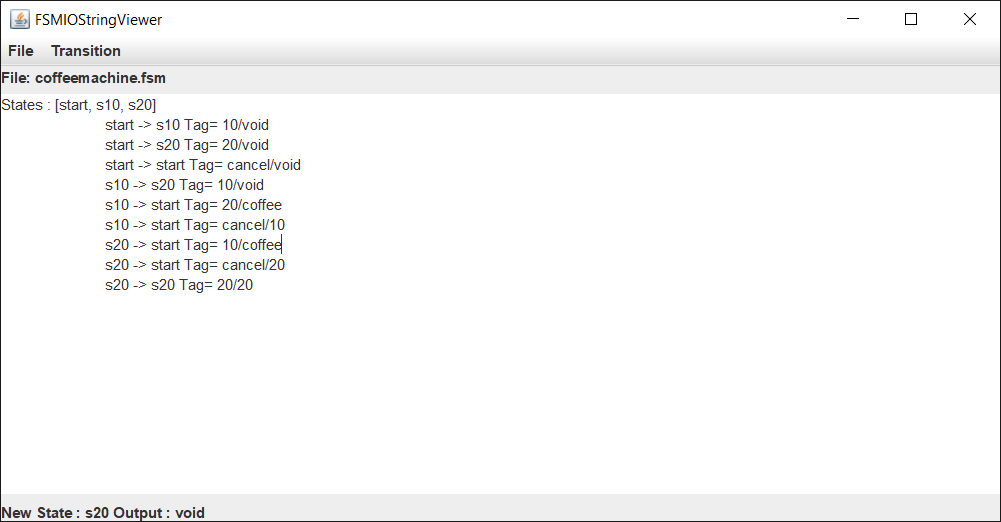 FSMIOStringViewer
File Transition
File: coffeemachine.fsm
States : [start, s10, s20]
start -> s10 Tag= 10/void
start -> s20 Tag= 20/void
start -> start Tag= cancel/void
s10 -> s20 Tag= 10/void
s10 -> start Tag= 20/coffee
s10 -> start Tag= cancel/10
s20 -> start Tag= 10/coffee
s20 -> start Tag= cancel/20
s20 -> s20 Tag= 20/20
New State : s20 Output : void